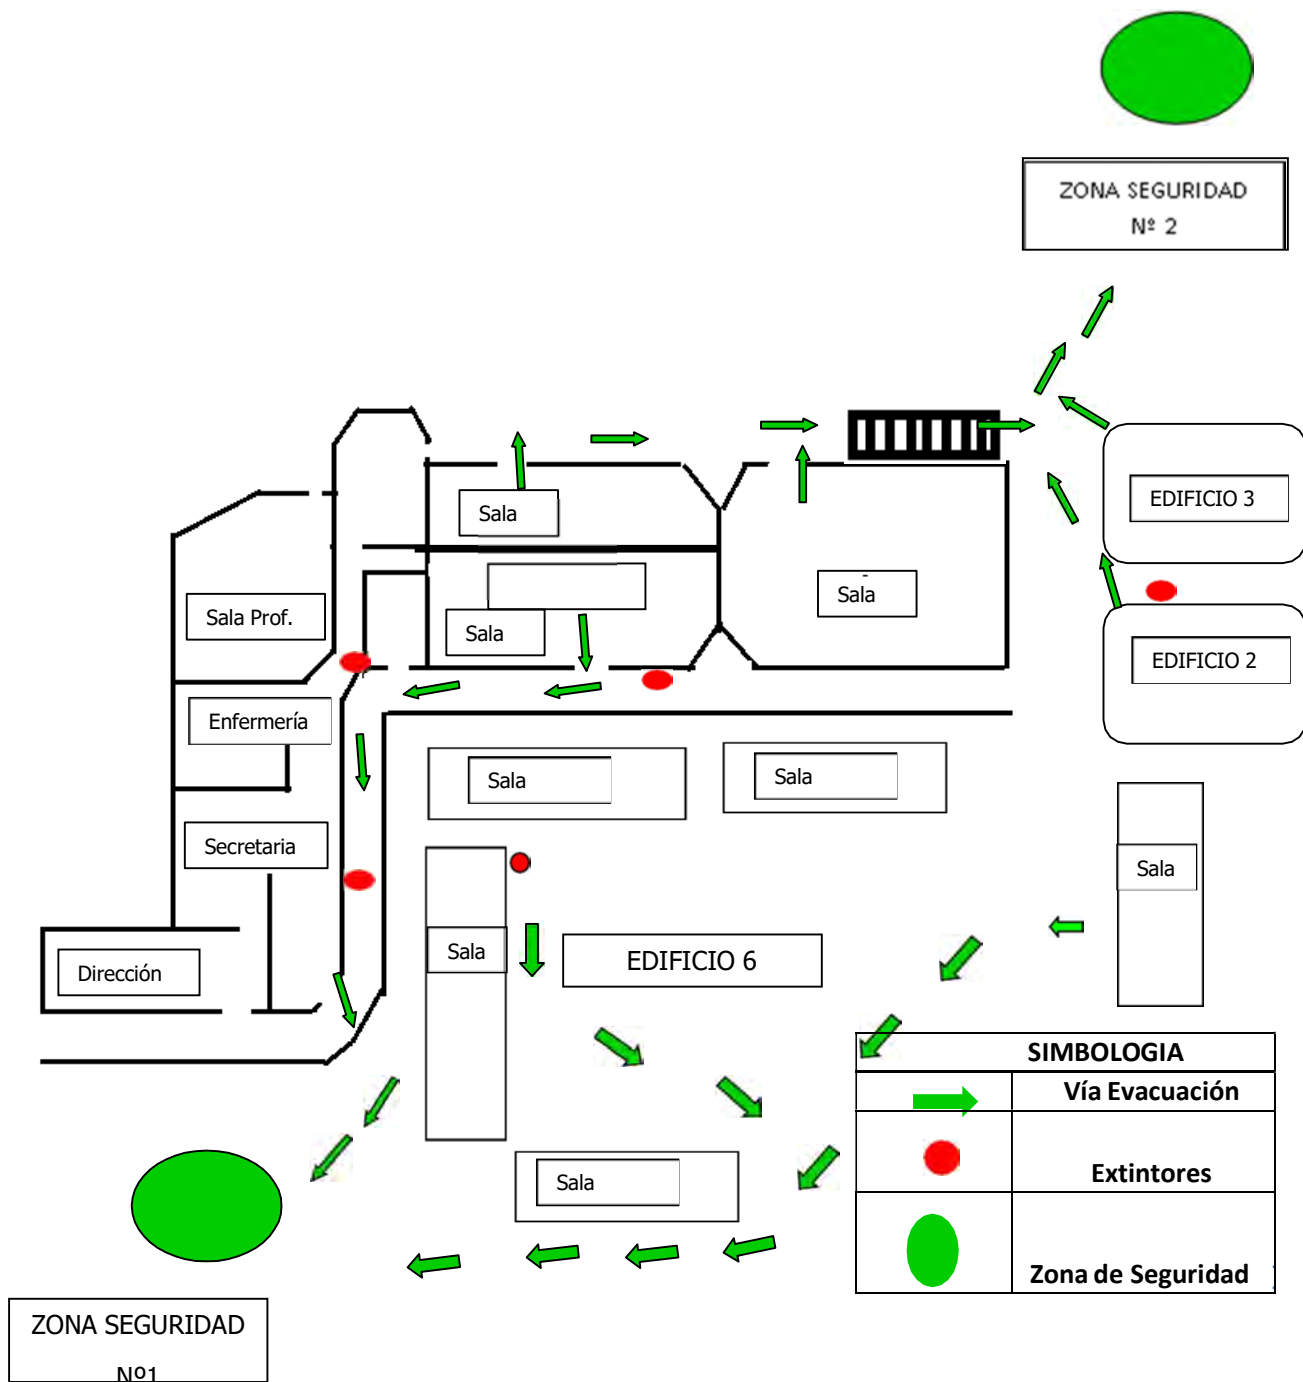 ZONA SEGURIDAD
Nº 2
Sala
EDIFICIO 3
Sala
Sala Prof.
Sala
EDIFICIO 2
Enfermería
Sala
Sala
Secretaria
Sala
Sala
EDIFICIO 6
Dirección
SIMBOLOGIA
Vía Evacuación
Extintores
Zona de Seguridad
Sala
ZONA SEGURIDAD
Nº1